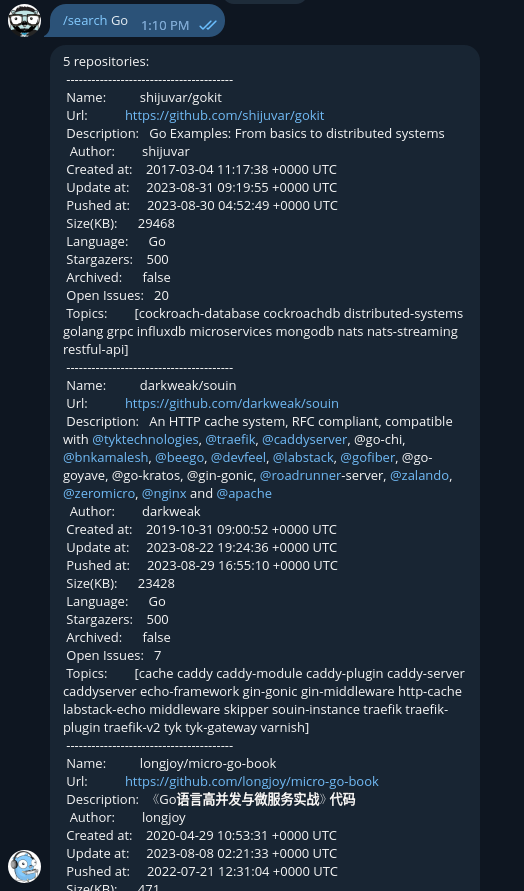 /search Go
1:10 PM
5 repositories:
----------------------------------------
Name: shijuvar/gokit
Url: https://github.com/shijuvar/gokit
Description: Go Examples: From basics to distributed systems
Author: shijuvar
Created at: 2017-03-04 11:17:38 +0000 UTC
Update at: 2023-08-31 09:19:55 +0000 UTC
Pushed at: 2023-08-30 04:52:49 +0000 UTC
Size(KB): 29468
Language: Go
Stargazers: 500
Archived: false
Open Issues: 20
Topics: [cockroach-database cockroachdb distributed-systems
golang grpc influxdb microservices mongodb nats nats-streaming
restful-api]
----------------------------------------
Name: darkweak/souin
Url: https://github.com/darkweak/souin
Description: An HTTP cache system, RFC compliant, compatible
with @tyktechnologies, @traefik, @caddyserver, @go-chi,
@bnkamalesh, @beego, @devfeel, @labstack, @gofiber, @go-
goyave, @go-kratos, @gin-gonic, @roadrunner-server, @zalando,
@zeromicro, @nginx and @apache
Author: darkweak
Created at: 2019-10-31 09:00:52 +0000 UTC
Update at: 2023-08-22 19:24:36 +0000 UTC
Pushed at: 2023-08-29 16:55:10 +0000 UTC
Size(KB): 23428
Language: Go
Stargazers: 500
Archived: false
Open Issues: 7
Topics: [cache caddy caddy-module caddy-plugin caddy-server
caddyserver echo-framework gin-gonic gin-middleware http-cache
labstack-echo middleware skipper souin-instance traefik traefik-
plugin traefik-v2 tyk tyk-gateway varnish]
----------------------------------------
Name: longjoy/micro-go-book
Url: https://github.com/longjoy/micro-go-book
Description: 《Go语言高并发与微服务实战》代码
Author: longjoy
Created at: 2020-04-29 10:53:31 +0000 UTC
Update at: 2023-08-08 02:21:33 +0000 UTC
Pushed at: 2022-07-21 12:31:04 +0000 UTC
Size(KB): 471